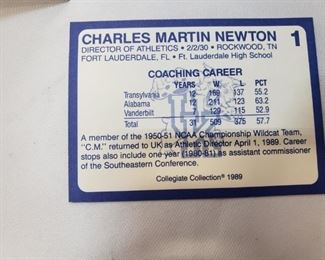 CHARLES MARTIN NEWTON 1
DIRECTOR OF ATHLETICS • 2/2/30 • ROCKWOOD, TN
FORT LAUDERDALE, FL • Ft. Lauderdale High School
COACHING CAREER
YEARS W L PCT
Transylvania 12 169 137 55.2
Alabama 12 211 123 63.2
Vanderbilt 129 115 52.9
Total 31 509 375 57.7
A member of the 1950-51 NCAA Championship Wildcat Team,
"C.M." returned to UK as Athletic Director April 1, 1989. Career
stops also include one year (1980-81) as assistant commissioner
of the Southeastern Conference.
Collegiate Collection® 1989